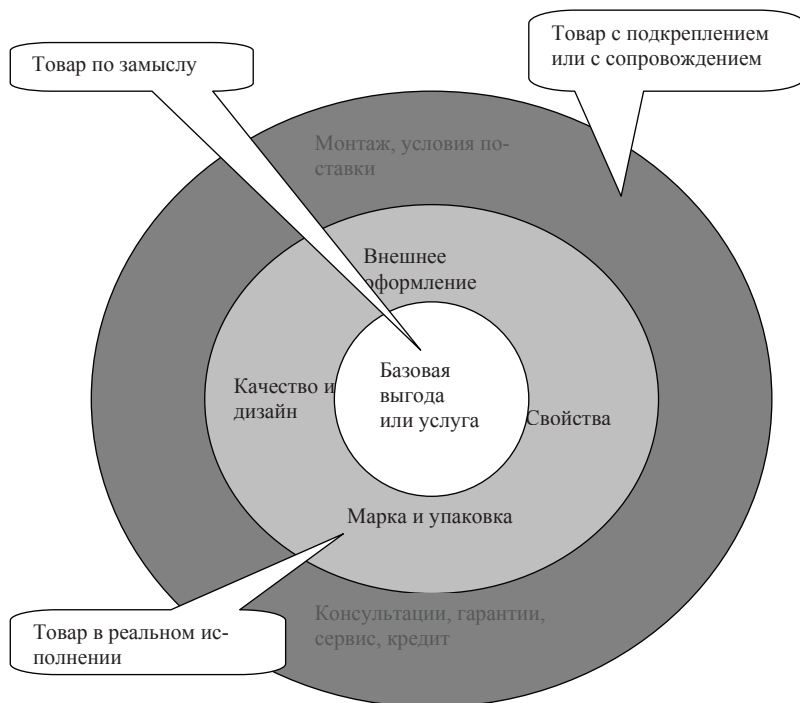 Товар по замыслу
Товар с подкреплением
или с сопровождением
Монтаж, условия по-
ставки
Внешнее
оформление
Качество и
дизайн
Базовая
выгода
или услуга
Свойства
Марка и упаковка
Товар в реальном ис-
полнении
Консультации, гарантии,
сервис, кредит